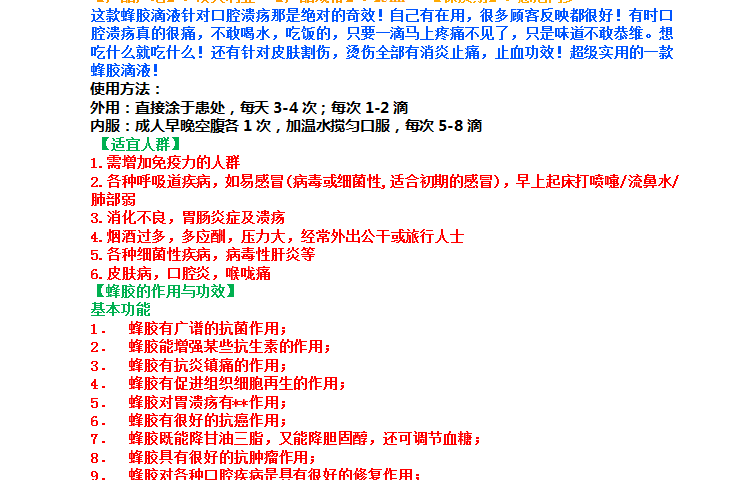 这款蜂胶滴液针对口腔溃疡那是绝对的奇效！自己有在用，很多顾客反映都很好！有时口
腔溃疡真的很痛，不敢喝水，吃饭的，只要一滴马上疼痛不见了，只是味道不敢恭维。想
吃什么就吃什么！还有针对皮肤割伤，烫伤全部有消炎止痛，止血功效！超级实用的一款
蜂胶滴液！
使用方法：
外用：直接涂于患处，每天 3-4 次；每次 1-2 滴
内服：成人早晚空腹各 1 次，加温水搅匀口服，每次 5-8 滴
【适宜人群】
1.需增加免疫力的人群
2.各种呼吸道疾病，如易感冒(病毒或细菌性,适合初期的感冒)，早上起床打喷嚏/流鼻水/
肺部弱
3.消化不良，胃肠炎症及溃疡
4.烟酒过多，多应酬，压力大，经常外出公干或旅行人士
5.各种细菌性疾病，病毒性肝炎等
6.皮肤病，口腔炎，喉咙痛
【蜂胶的作用与功效】
基本功能
1． 蜂胶有广谱的抗菌作用；
2． 蜂胶能增强某些抗生素的作用；
3． 蜂胶有抗炎镇痛的作用；
4． 蜂胶有促进组织细胞再生的作用；
5． 蜂胶对胃溃疡有**作用；
6． 蜂胶有很好的抗癌作用；
7． 蜂胶既能降甘油三脂，又能降胆固醇，还可调节血糖；
8． 蜂胶具有很好的抗肿瘤作用；
9． 蜂胶对各种口腔疾病是具有很好的修复作用；